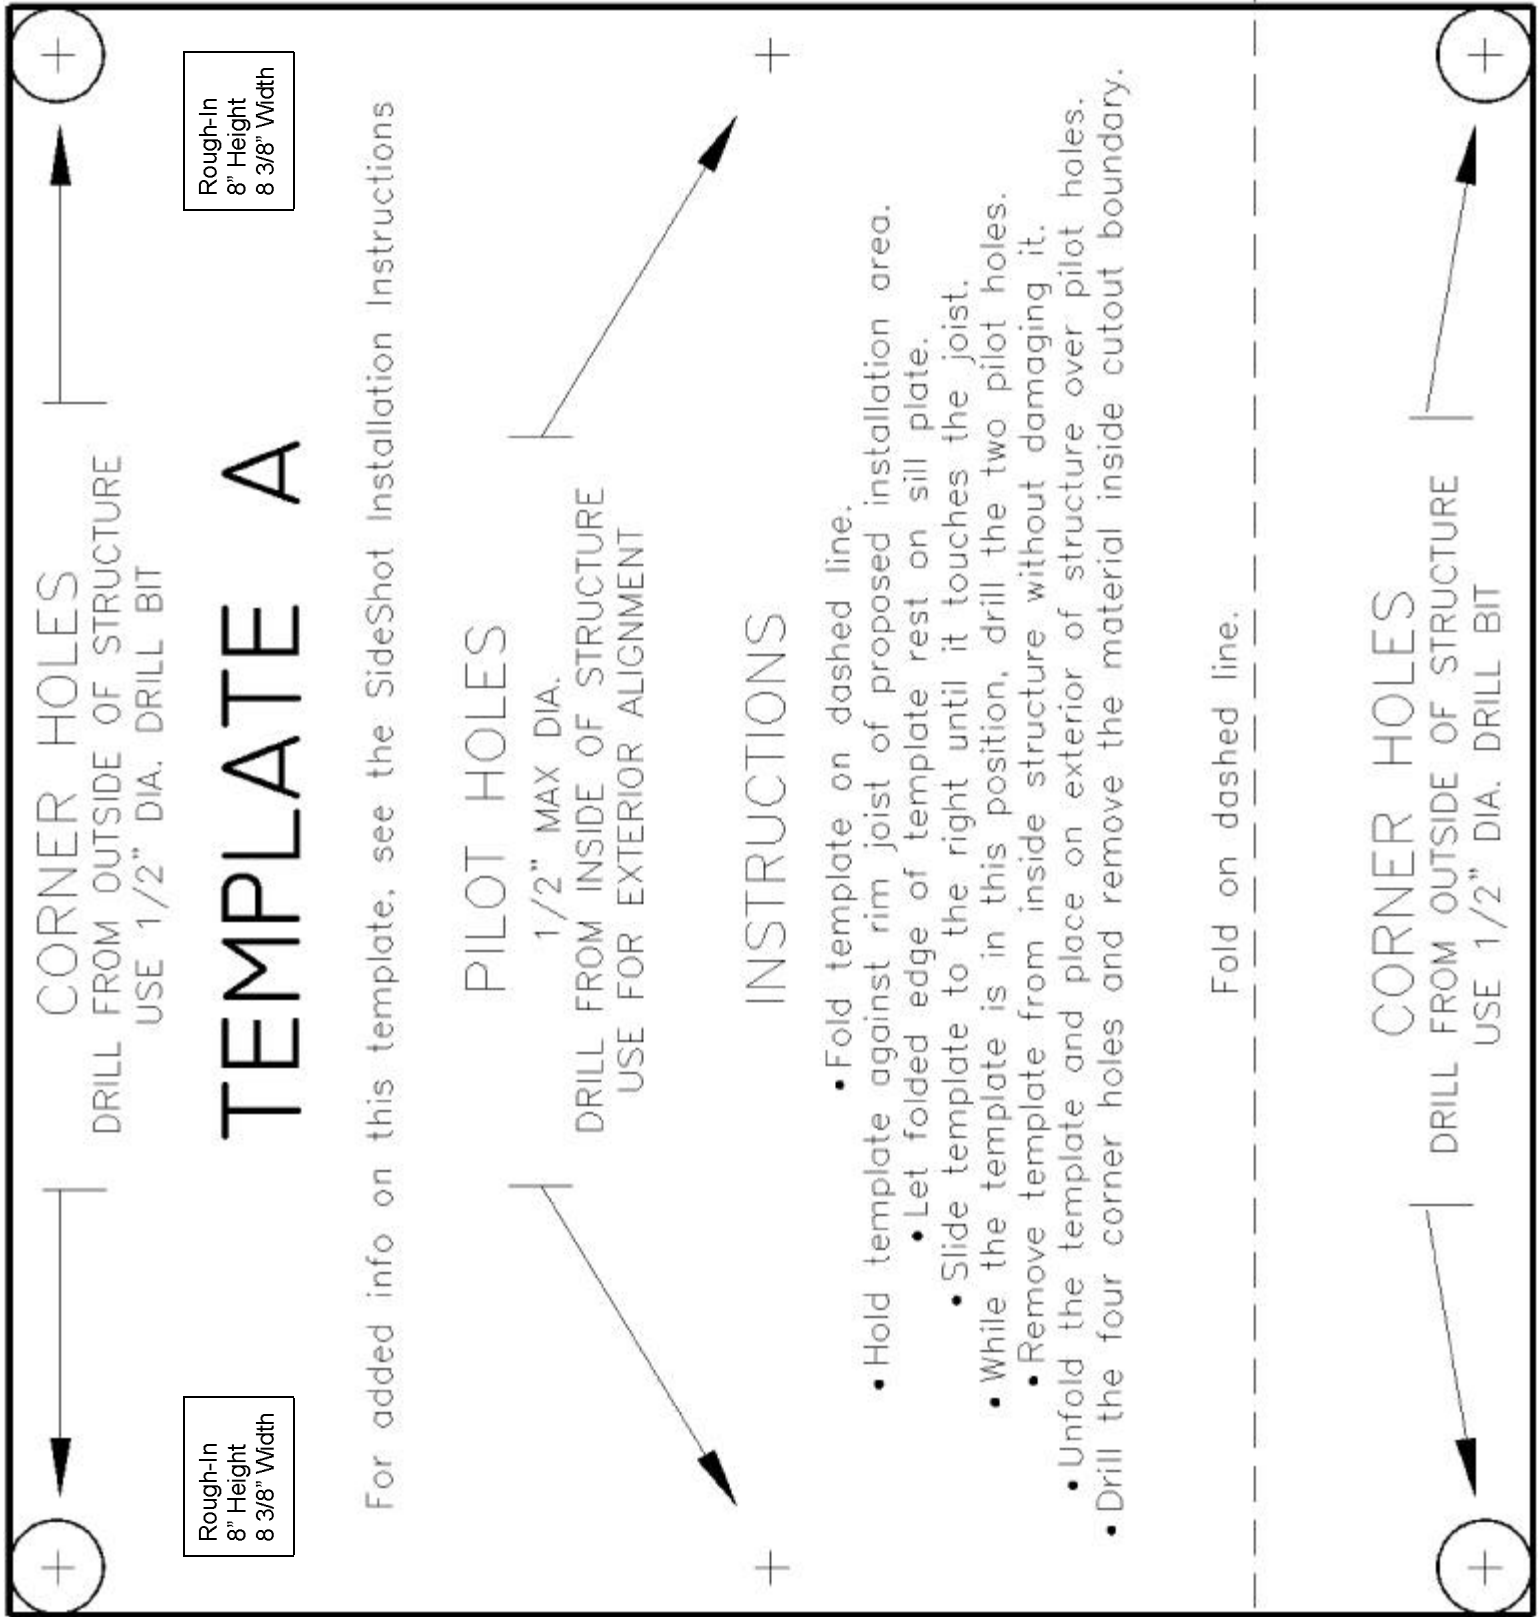 CORNER HOLES
DRILL FROM OUTSIDE OF STRUCTURE
USE 1/2" DIA. DRILL BIT
Rough-In
8" Height
8 3/8" Width
Rough-In
8" Height
8 3/8" Width
TEMPLATE A
For added info on this template, see the SideShot Installation Instructions
PILOT HOLES
1/2" MAX DIA.
DRILL FROM INSIDE OF STRUCTURE
USE FOR EXTERIOR ALIGNMENT
INSTRUCTIONS
• Fold template on dashed line.
• Hold template against rim joist of proposed installation area.
• Let folded edge of template rest on sill plate.
• Slide template to the right until it touches the joist.
• While the template is in this position, drill the two pilot holes.
• Remove template from inside structure without damaging it.
• Unfold the template and place on exterior of structure over pilot holes.
• Drill the four corner holes and remove the material inside cutout boundary.
Fold on dashed line.
CORNER HOLES
DRILL FROM OUTSIDE OF STRUCTURE
USE 1/2" DIA. DRILL BIT